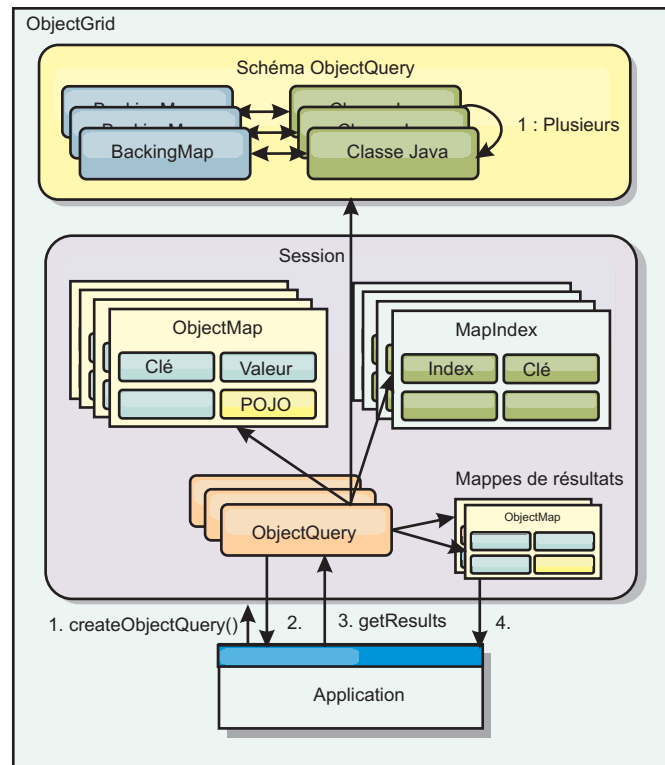 ObjectGrid
Schéma ObjectQuery
BackingMap
Classe Java
1 : Plusieurs
Session
ObjectMap
Clé
Valeur
POJO
MapIndex
Index
Clé
ObjectQuery
Mappes de résultats
ObjectMap
1. createObjectQuery()
2.
3. getResults
4.
Application